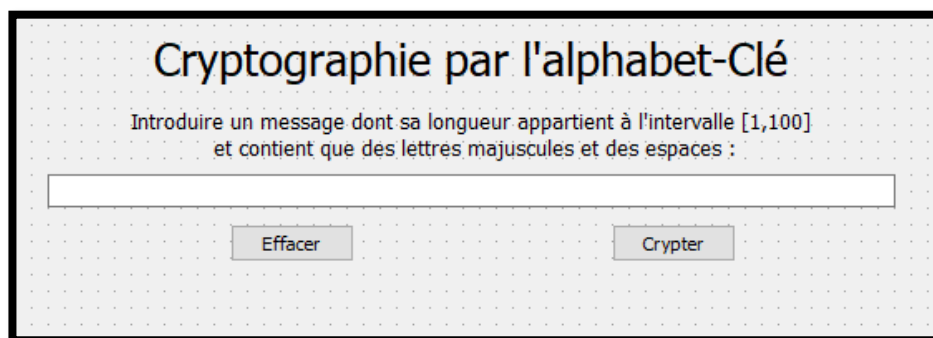 Cryptographie par l'alphabet-Clé
Introduire un message dont sa longueur appartient à l'intervalle [1,100]
et contient que des lettres majuscules et des espaces :
Effacer
Crypter